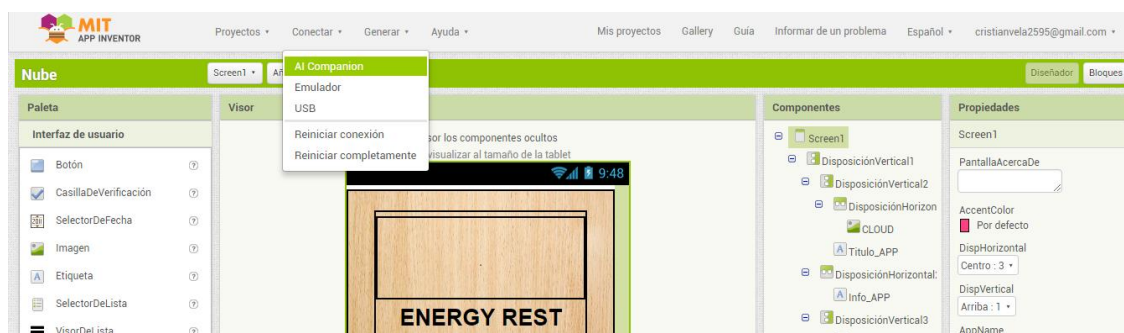 MIT
APP INVENTOR
Proyectos Conectar Generar Ayuda Mis proyectos Gallery Guía Informar de un problema Español cristianvela2595@gmail.com
Nube Screen1 Añ Diseñador Bloques
AI Companion
Emulador
USB
Reiniciar conexión
Reiniciar completamente
Paleta
Interfaz de usuario
Botón
CasillaDeVerificación
SelectorDeFecha
Imagen
Etiqueta
SelectorDeLista
VisorDeLista
Visor
sor los componentes ocultos
visualizar al tamaño de la tablet
9:48
ENERGY REST
Componentes
Screen1
DisposiciónVertical1
DisposiciónVertical2
DisposiciónHorizon
CLOUD
Titulo_APP
DisposiciónHorizontal:
Info_APP
DisposiciónVertical3
Propiedades
Screen1
PantallaAcercaDe
AccentColor
Por defecto
DispHorizontal
Centro : 3
DispVertical
Arriba : 1
AppName